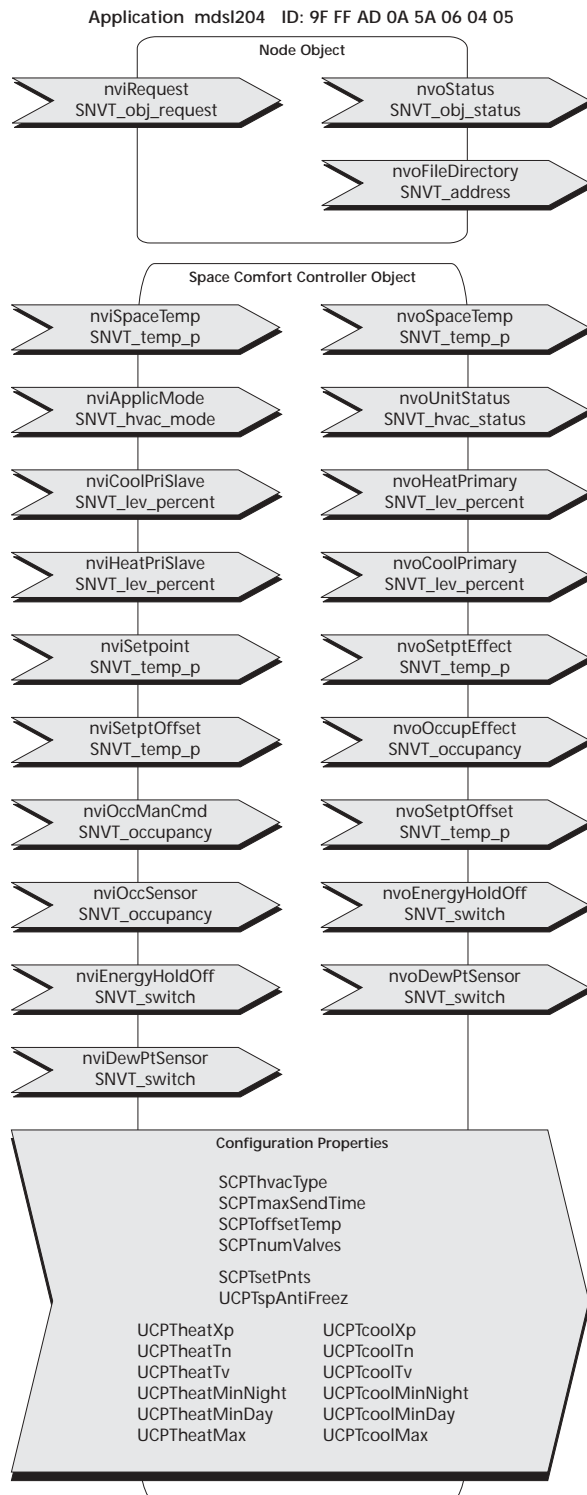 Application mdsl204 ID: 9F FF AD 0A 5A 06 04 05
Node Object
nviRequest
SNVT_obj_request
nvoStatus
SNVT_obj_status
nvoFileDirectory
SNVT_address
Space Comfort Controller Object
nviSpaceTemp
SNVT_temp_p
nvoSpaceTemp
SNVT_temp_p
nviApplicMode
SNVT_hvac_mode
nvoUnitStatus
SNVT_hvac_status
nviCoolPriSlave
SNVT_lev_percent
nvoHeatPrimary
SNVT_lev_percent
nviHeatPriSlave
SNVT_lev_percent
nvoCoolPrimary
SNVT_lev_percent
nviSetpoint
SNVT_temp_p
nvoSetptEffect
SNVT_temp_p
nviSetptOffset
SNVT_temp_p
nvoOccupEffect
SNVT_occupancy
nviOccManCmd
SNVT_occupancy
nvoSetptOffset
SNVT_temp_p
nviOccSensor
SNVT_occupancy
nvoEnergyHoldOff
SNVT_switch
nviEnergyHoldOff
SNVT_switch
nvoDewPtSensor
SNVT_switch
nviDewPtSensor
SNVT_switch
Configuration Properties
SCPThvacType
SCPTmaxSendTime
SCPToffsetTemp
SCPTnumValves
SCPTsetPnts
UCPTspAntiFreez
UCPTheatXp UCPTcoolXp
UCPTheatTn UCPTcoolTn
UCPTheatTv UCPTcoolTv
UCPTheatMinNight UCPTcoolMinNight
UCPTheatMinDay UCPTcoolMinDay
UCPTheatMax UCPTcoolMax